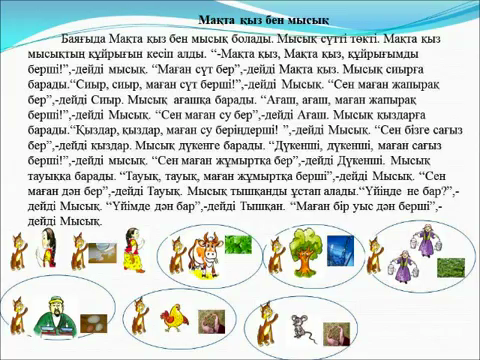 Мақта қыз бен мысық
Баяғыда Мақта қыз бен мысық болады. Мысық сүтті төкті. Мақта қыз
мысықтың құйрығын кесіп алды. “-Мақта қыз, Мақта қыз, құйрығымды
берші!”,-дейді мысық. “Маған сүт бер”,-дейді Мақта қыз. Мысық сиырға
барады.“Сиыр, сиыр, маған сүт берші!”,-дейді Мысық. “Сен маған жапырақ
бер”,-дейді Сиыр. Мысық ағашқа барады. “Ағаш, ағаш, маған жапырақ
берші!”,-дейді Мысық. “Сен маған су бер”,-дейді Ағаш. Мысық қыздарға
барады.“Қыздар, қыздар, маған су беріңдерші! ”,-дейді Мысық. “Сен бізге сағыз
бер”,-дейді қыздар. Мысық дүкенге барады. “Дүкенші, дүкенші, маған сағыз
берші!”,-дейді мысық. “Сен маған жұмыртқа бер”,-дейді Дүкенші. Мысық
тауыққа барады. “Тауық, тауық, маған жұмыртқа берші”,-дейді Мысық. “Сен
маған дән бер”,-дейді Тауық. Мысық тышқанды ұстап алады.“Үйіңде не бар?”,-
дейді Мысық. “Үйімде дән бар”,-дейді Тышқан. “Маған бір уыс дән берші”,-
дейді Мысық.